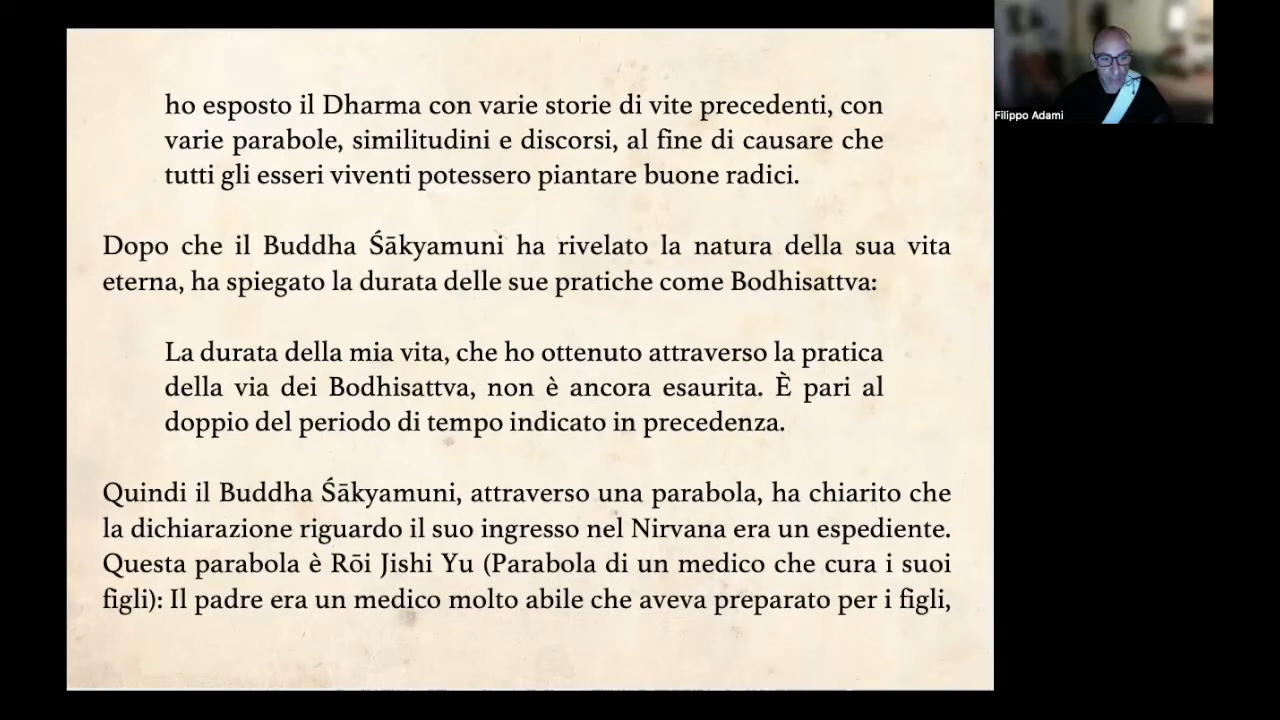 ho esposto il Dharma con varie storie di vite precedenti, con
varie parabole, similitudini e discorsi, al fine di causare che
tutti gli esseri viventi potessero piantare buone radici.
Dopo che il Buddha Śākyamuni ha rivelato la natura della sua vita
eterna, ha spiegato la durata delle sue pratiche come Bodhisattva:
La durata della mia vita, che ho ottenuto attraverso la pratica
della via dei Bodhisattva, non è ancora esaurita. È pari al
doppio del periodo di tempo indicato in precedenza.
Quindi il Buddha Śākyamuni, attraverso una parabola, ha chiarito che
la dichiarazione riguardo il suo ingresso nel Nirvana era un espediente.
Questa parabola è Rōi Jishi Yu (Parabola di un medico che cura i suoi
figli): Il padre era un medico molto abile che aveva preparato per i figli,
Filippo Adami